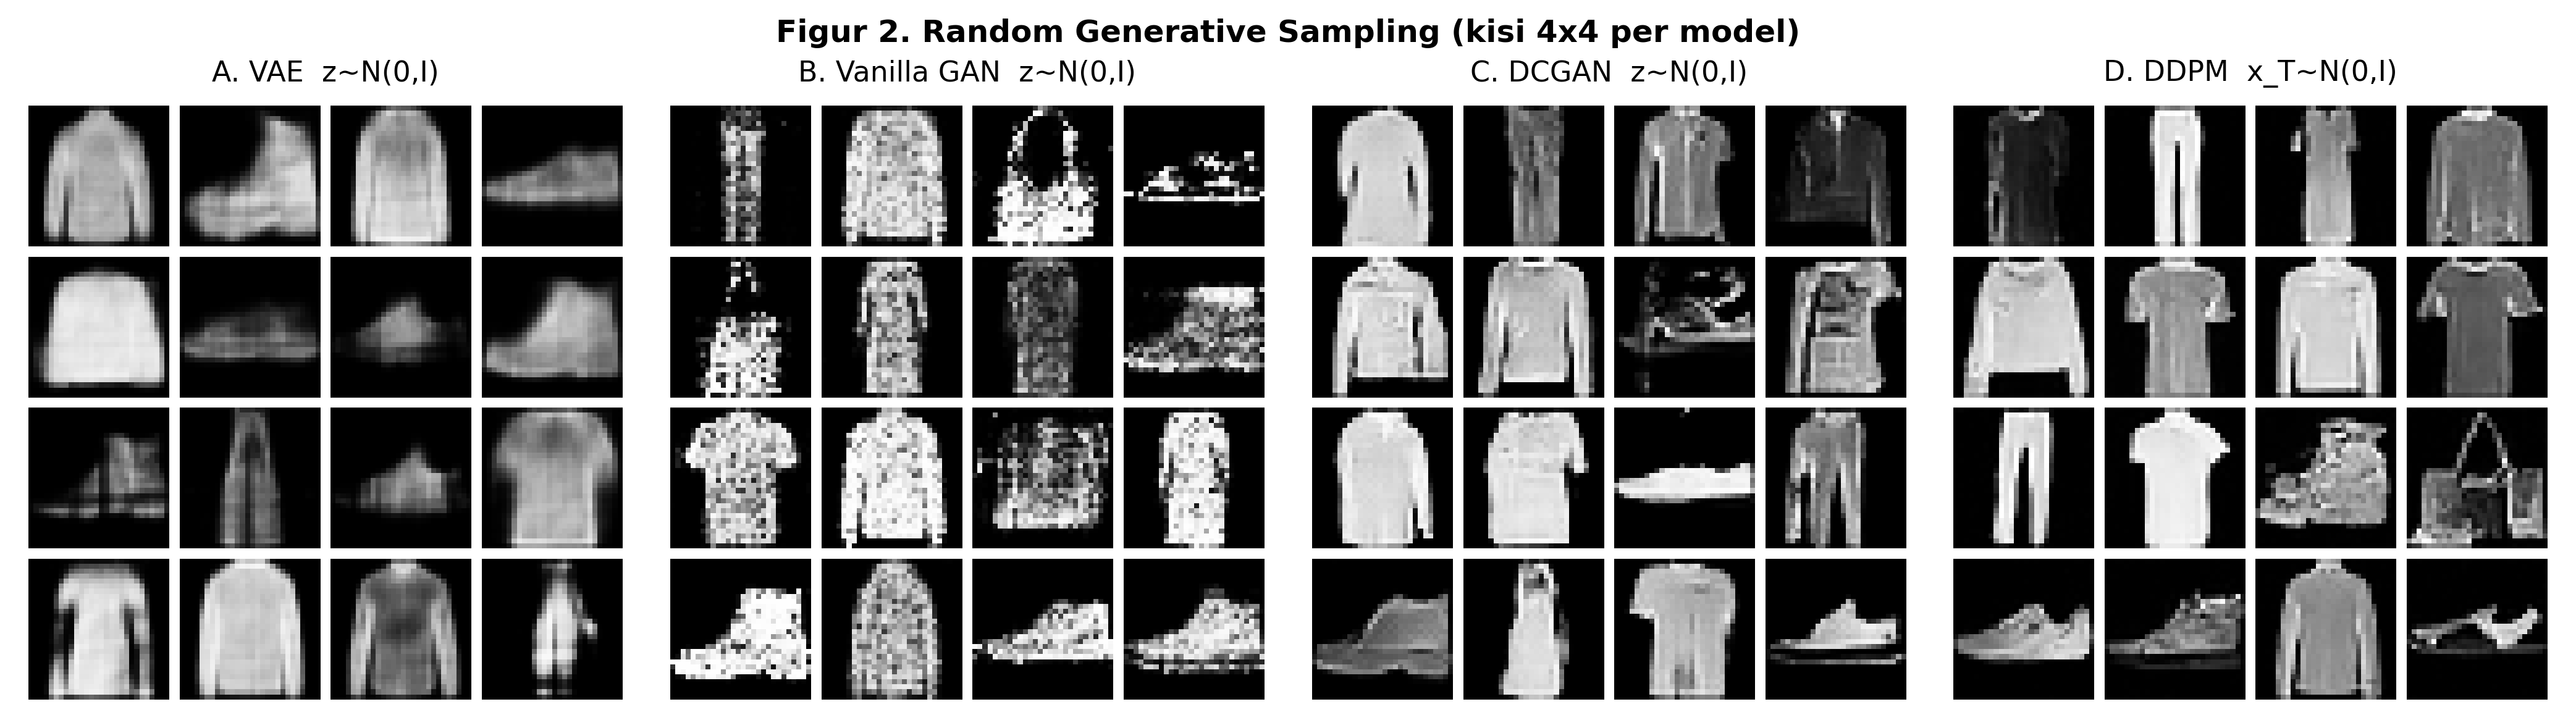 Figur 2. Random Generative Sampling (kisi 4x4 per model)
A. VAE  z~N(0,I)
B. Vanilla GAN  z~N(0,I)
C. DCGAN  z~N(0,I)
D. DDPM  x_T~N(0,I)